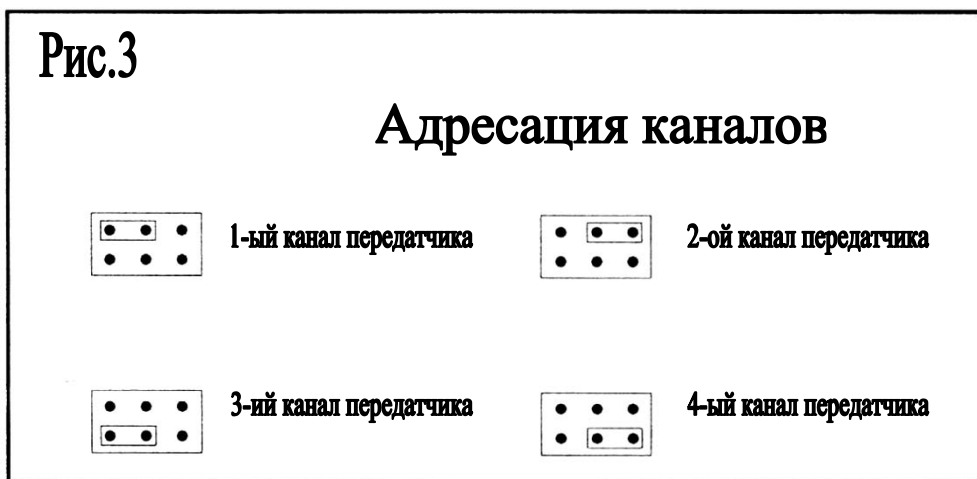 Рис.3
Адресация каналов
1-ый канал передатчика
2-ой канал передатчика
3-ий канал передатчика
4-ый канал передатчика